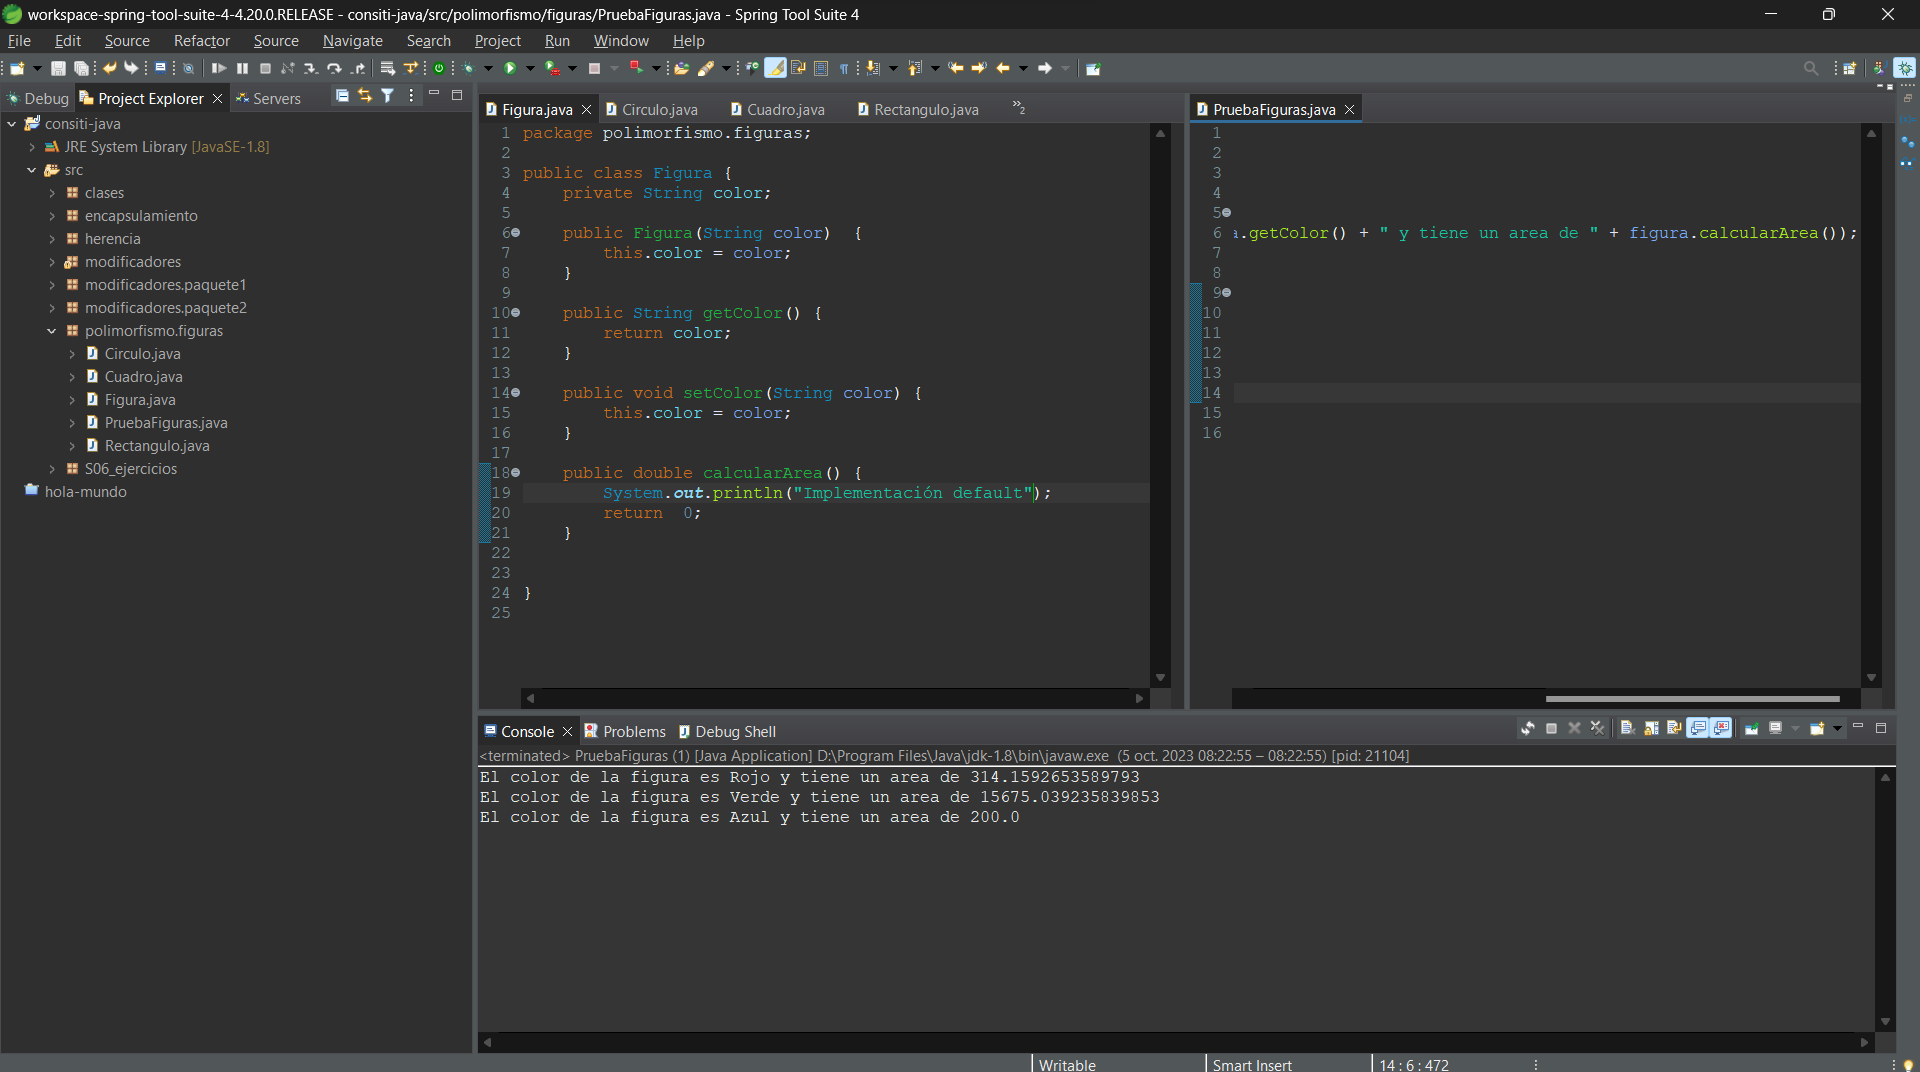 workspace-spring-tool-suite-4-4.20.0.RELEASE - consiti-java/src/polimorfismo/figuras/PruebaFiguras.java - Spring Tool Suite 4
File Edit Source Refactor Source Navigate Search Project Run Window Help
Debug Project Explorer Servers
consiti-java
JRE System Library [JavaSE-1.8]
src
clases
encapsulamiento
herencia
modificadores
modificadores.paquete1
modificadores.paquete2
polimorfismo.figuras
Circulo.java
Cuadro.java
Figura.java
PruebaFiguras.java
Rectangulo.java
S06_ejercicios
hola-mundo
Figura.java Circulo.java Cuadro.java Rectangulo.java »2
1 package polimorfismo.figuras;
2
3 public class Figura {
4 private String color;
5
6 public Figura(String color) {
7 this.color = color;
8 }
9
10 public String getColor() {
11 return color;
12 }
13
14 public void setColor(String color) {
15 this.color = color;
16 }
17
18 public double calcularArea() {
19 System.out.println("Implementación default");
20 return 0;
21 }
22
23
24 }
25
PruebaFiguras.java
1
2
3
4
5
6 .getColor() + " y tiene un area de " + figura.calcularArea());
7
8
9
10
11
12
13
14
15
16
Console Problems Debug Shell
<terminated> PruebaFiguras (1) [Java Application] D:\Program Files\Java\jdk-1.8\bin\javaw.exe (5 oct. 2023 08:22:55 – 08:22:55) [pid: 21104]
El color de la figura es Rojo y tiene un area de 314.1592653589793
El color de la figura es Verde y tiene un area de 15675.039235839853
El color de la figura es Azul y tiene un area de 200.0
Writable Smart Insert 14 : 6 : 472